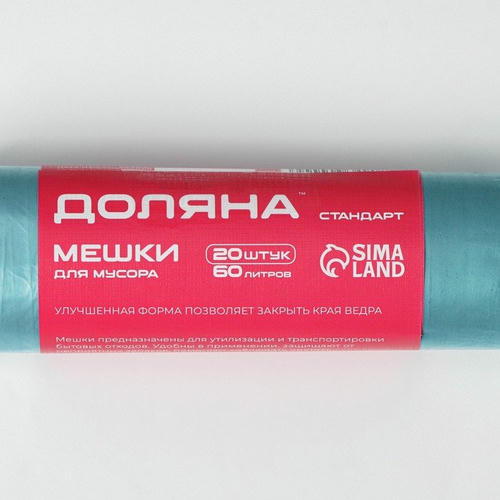 ДОЛЯНА™
СТАНДАРТ
МЕШКИ
ДЛЯ МУСОРА
20 ШТУК
60 ЛИТРОВ
SIMA
LAND
УЛУЧШЕННАЯ ФОРМА ПОЗВОЛЯЕТ ЗАКРЫТЬ КРАЯ ВЕДРА
Мешки предназначены для утилизации и транспортировки
бытовых отходов. Удобны в применении, защищают от